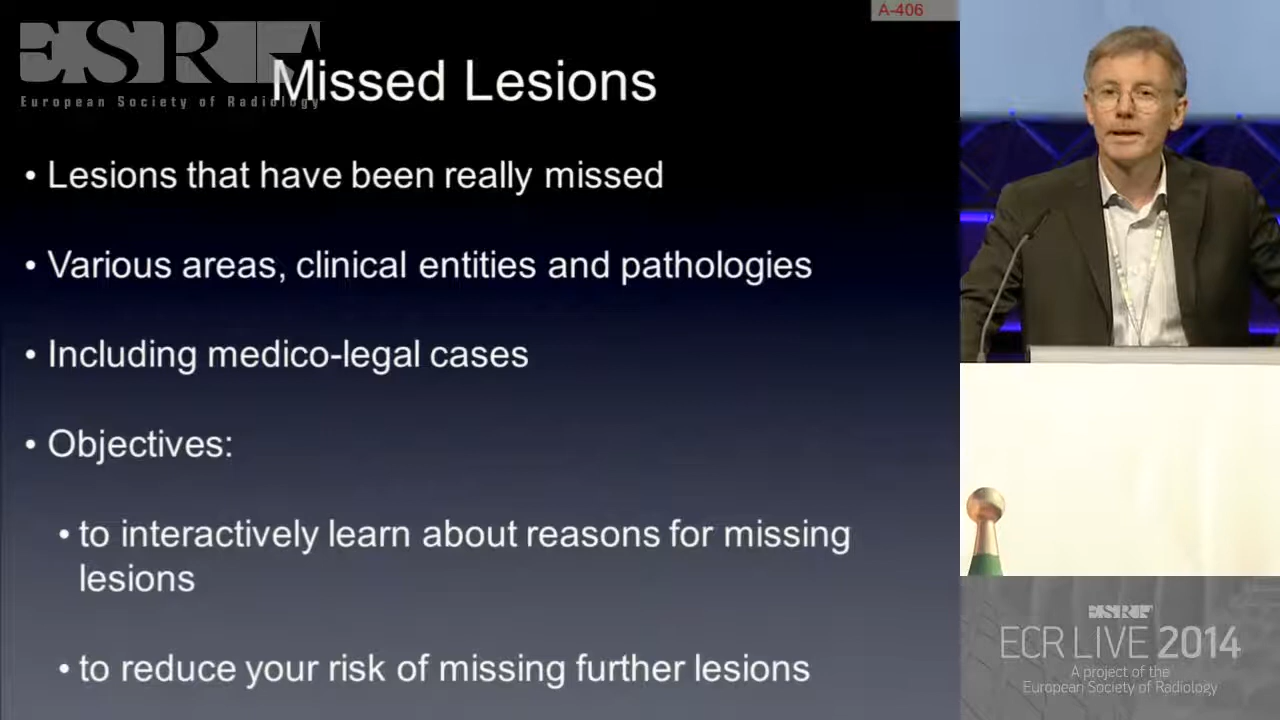 A-406
ESR
European Society of Radiology
Missed Lesions
• Lesions that have been really missed
• Various areas, clinical entities and pathologies
• Including medico-legal cases
• Objectives:
• to interactively learn about reasons for missing
lesions
• to reduce your risk of missing further lesions
ESR
ECR LIVE 2014
A project of the
European Society of Radiology